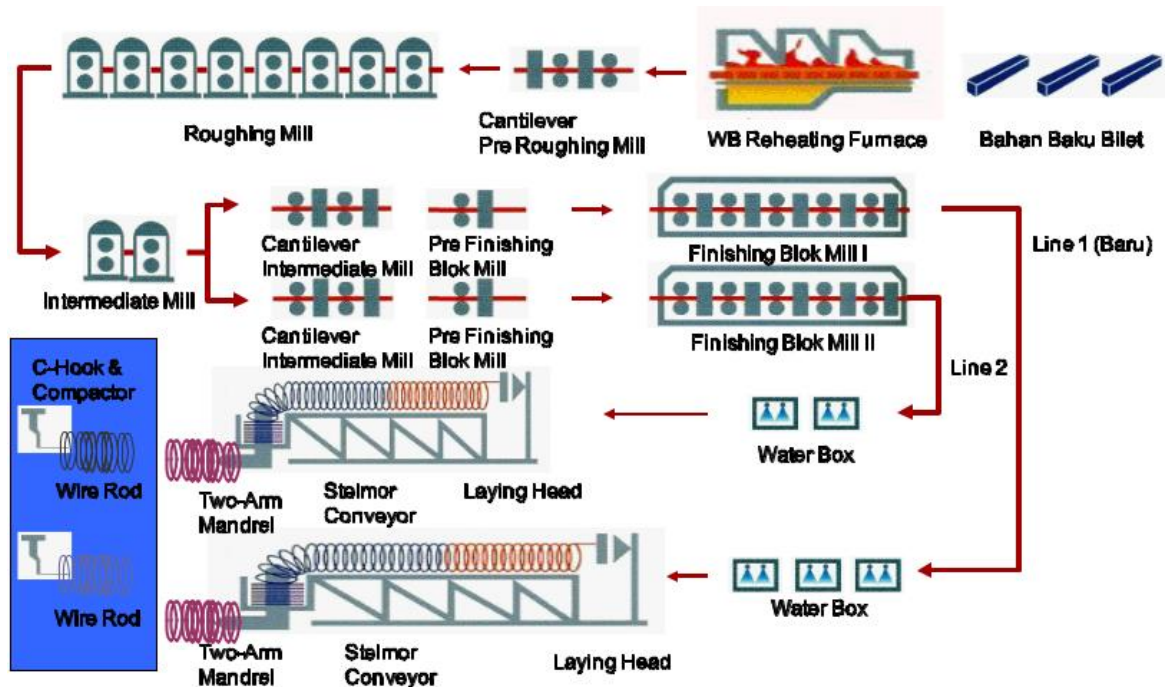 Roughing Mill
Cantilever
Pre Roughing Mill
WB Reheating Furnace
Bahan Baku Bilet
Intermediate Mill
Cantilever
Intermediate Mill
Pre Finishing
Blok Mill
Finishing Blok Mill I
Line 1 (Baru)
Cantilever
Intermediate Mill
Pre Finishing
Blok Mill
Finishing Blok Mill II
Line 2
C-Hook &
Compactor
Wire Rod
Two-Arm
Mandrel
Stelmor
Conveyor
Laying Head
Water Box
Wire Rod
Two-Arm
Mandrel
Stelmor
Conveyor
Laying Head
Water Box